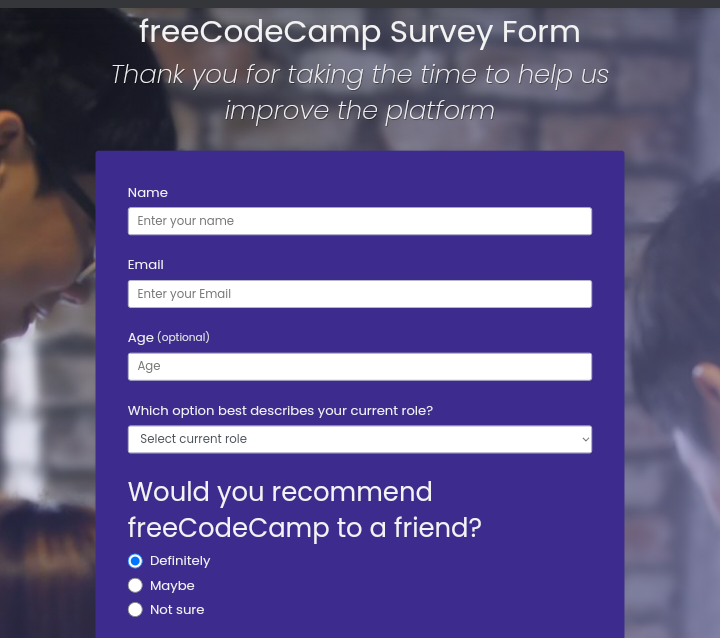 freeCodeCamp Survey Form
Thank you for taking the time to help us
improve the platform
Name
Enter your name
Email
Enter your Email
Age (optional)
Age
Which option best describes your current role?
Select current role
Would you recommend
freeCodeCamp to a friend?
Definitely
Maybe
Not sure